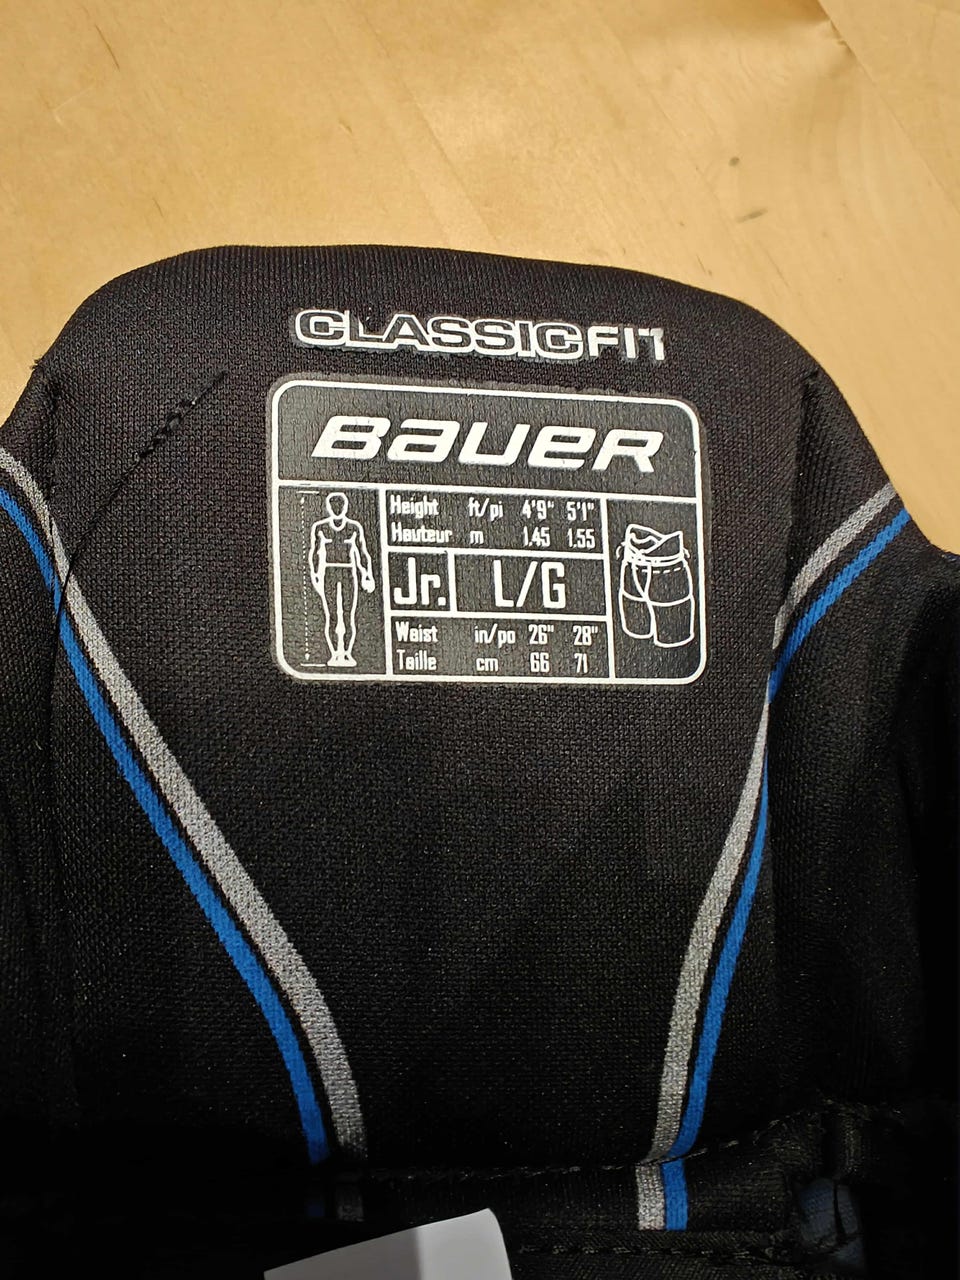 CLASSICFIT
BAUER
Height ft/pi 4'9" 5'1"
Hauteur m 1.45 1.55
Jr. L/G
Waist in/po 26" 28"
Taille cm 66 71